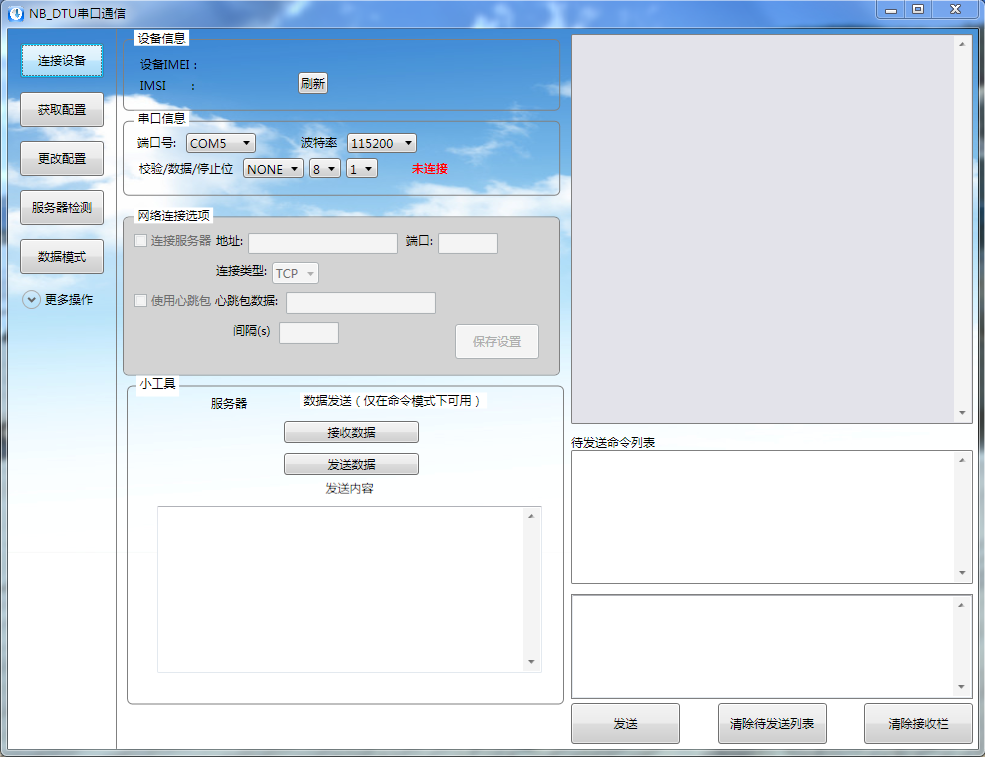 NB_DTU串口通信
连接设备
获取配置
更改配置
服务器检测
数据模式
更多操作
设备信息
设备IMEI :
IMSI :
刷新
串口信息
端口号: COM5 波特率 115200
校验/数据/停止位 NONE 8 1 未连接
网络连接选项
连接服务器 地址: 端口:
连接类型: TCP
使用心跳包 心跳包数据:
间隔(s)
保存设置
小工具
服务器 数据发送（仅在命令模式下可用）
接收数据
发送数据
发送内容
待发送命令列表
发送 清除待发送列表 清除接收栏